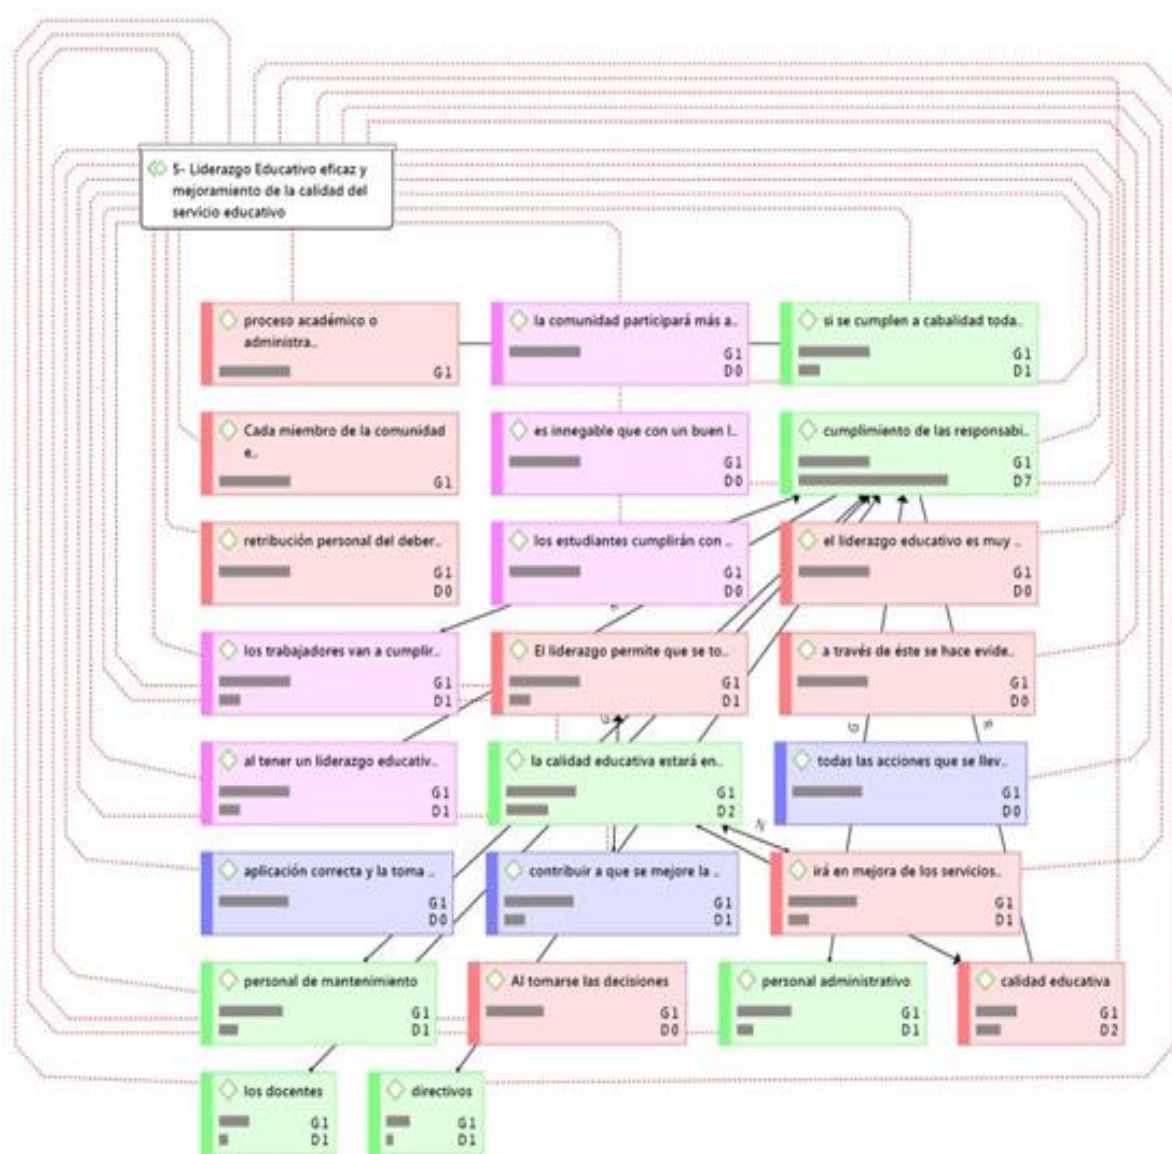 5- Liderazgo Educativo eficaz y
mejoramiento de la calidad del
servicio educativo
proceso académico o
administra..
G1
la comunidad participará más a..
G1
D0
si se cumplen a cabalidad toda..
G1
D1
Cada miembro de la comunidad
e..
G1
es innegable que con un buen l..
G1
D0
cumplimiento de las responsabi..
G1
D7
retribución personal del deber..
G1
D0
los estudiantes cumplirán con ..
G1
D0
el liderazgo educativo es muy ..
G1
D0
los trabajadores van a cumplir..
G1
D1
El liderazgo permite que se to..
G1
D1
a través de éste se hace evide..
G1
D0
G
R
G
al tener un liderazgo educativ..
G1
D1
la calidad educativa estará en..
G1
D2
todas las acciones que se llev..
G1
D0
N
aplicación correcta y la toma ..
G1
D0
contribuir a que se mejore la ..
G1
D1
irá en mejora de los servicios..
G1
D1
personal de mantenimiento
G1
D1
Al tomarse las decisiones
G1
D0
personal administrativo
G1
D1
calidad educativa
G1
D2
los docentes
G1
D1
directivos
G1
D1